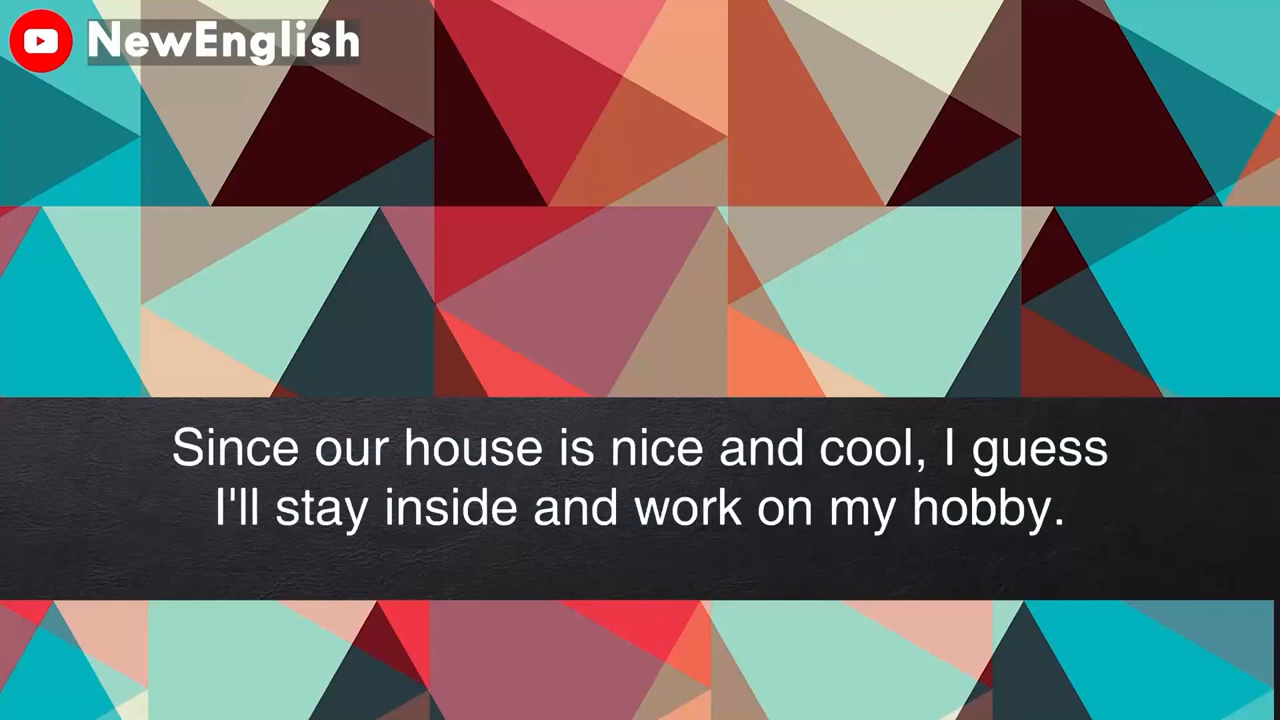 NewEnglish
Since our house is nice and cool, I guess
I'll stay inside and work on my hobby.